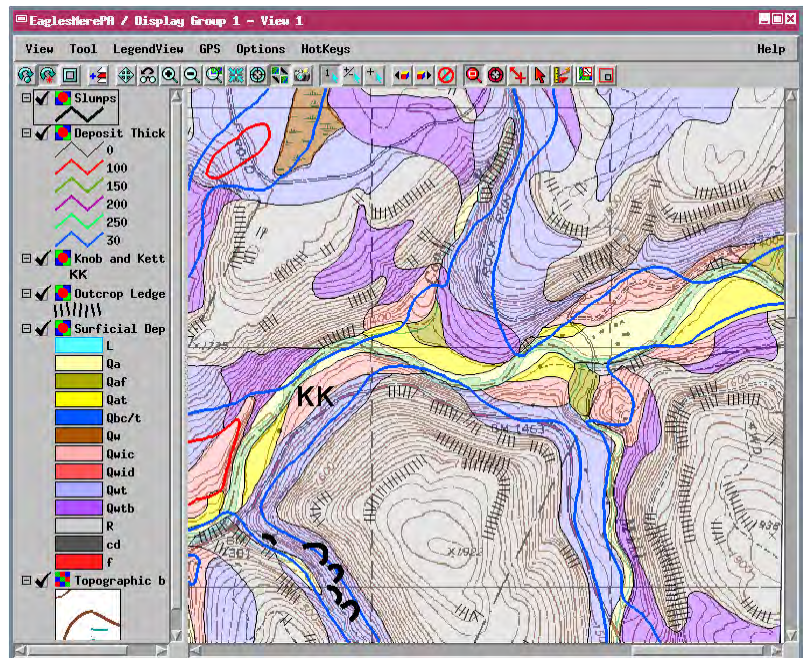 EaglesMerePA / Display Group 1 - View 1
View Tool LegendView GPS Options HotKeys Help
Slumps
Deposit Thick
0
100
150
200
250
30
Knob and Kett
KK
Outcrop Ledge
Surficial Dep
L
Qa
Qaf
Qat
Qbc/t
Qw
Qwic
Qwid
Qwt
Qwtb
R
cd
f
Topographic b
KK
BM 1463